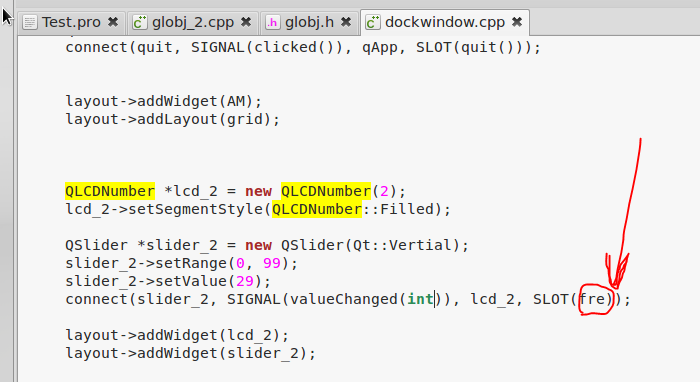 Test.pro globj_2.cpp globj.h dockwindow.cpp
connect(quit, SIGNAL(clicked()), qApp, SLOT(quit()));
layout->addWidget(AM);
layout->addLayout(grid);
QLCDNumber *lcd_2 = new QLCDNumber(2);
lcd_2->setSegmentStyle(QLCDNumber::Filled);
QSlider *slider_2 = new QSlider(Qt::Vertial);
slider_2->setRange(0, 99);
slider_2->setValue(29);
connect(slider_2, SIGNAL(valueChanged(int)), lcd_2, SLOT(fre));
layout->addWidget(lcd_2);
layout->addWidget(slider_2);